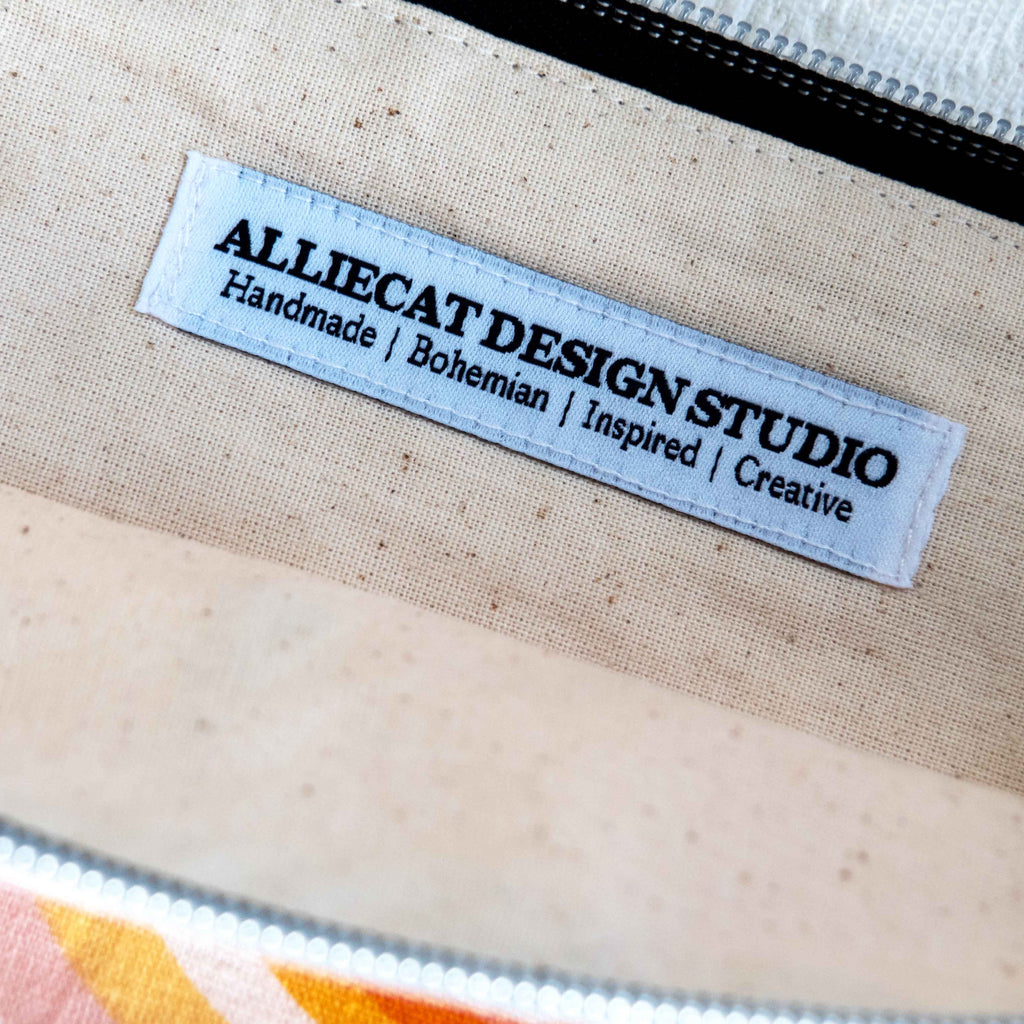 ALLIECAT DESIGN STUDIO
Handmade | Bohemian | Inspired | Creative